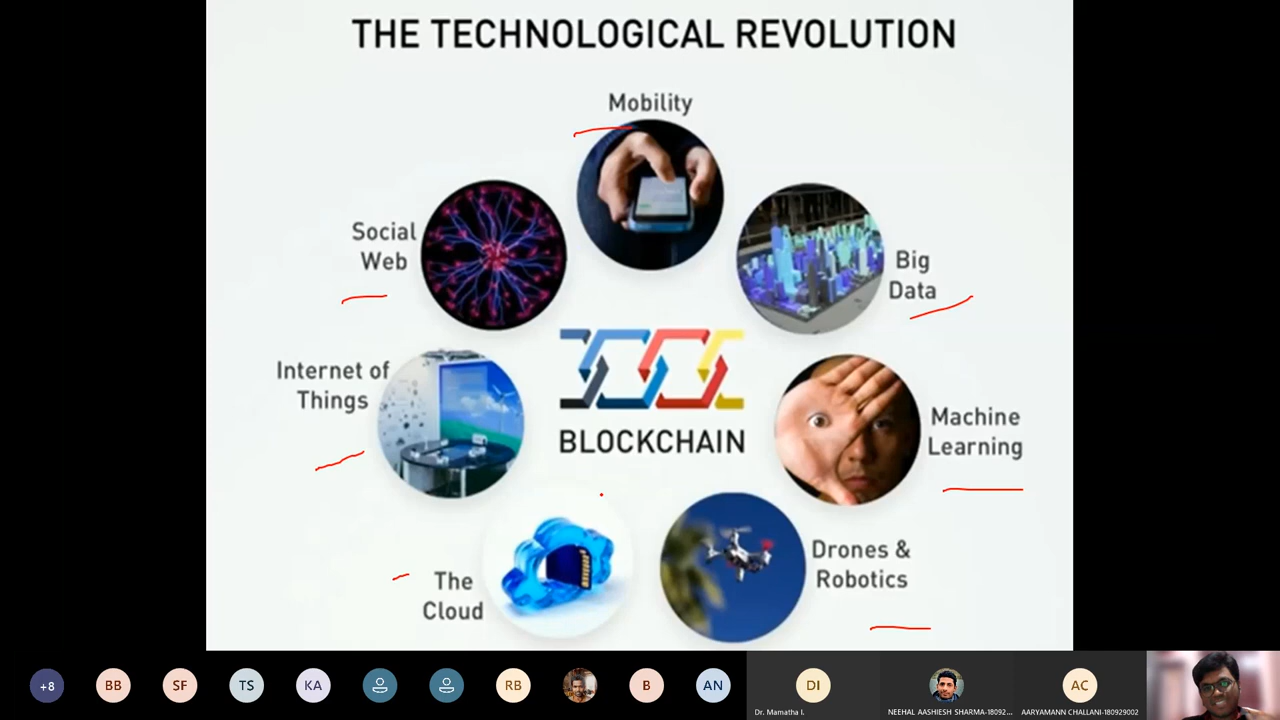 THE TECHNOLOGICAL REVOLUTION
Mobility
Social
Web
Big
Data
Internet of
Things
BLOCKCHAIN
Machine
Learning
Drones &
Robotics
The
Cloud
+8
BB
SF
TS
KA
RB
B
AN
DI
AC
Dr. Mamatha I.
NEEHAL AASHIESH SHARMA-18092...
AARYAMANN CHALLANI-180929002